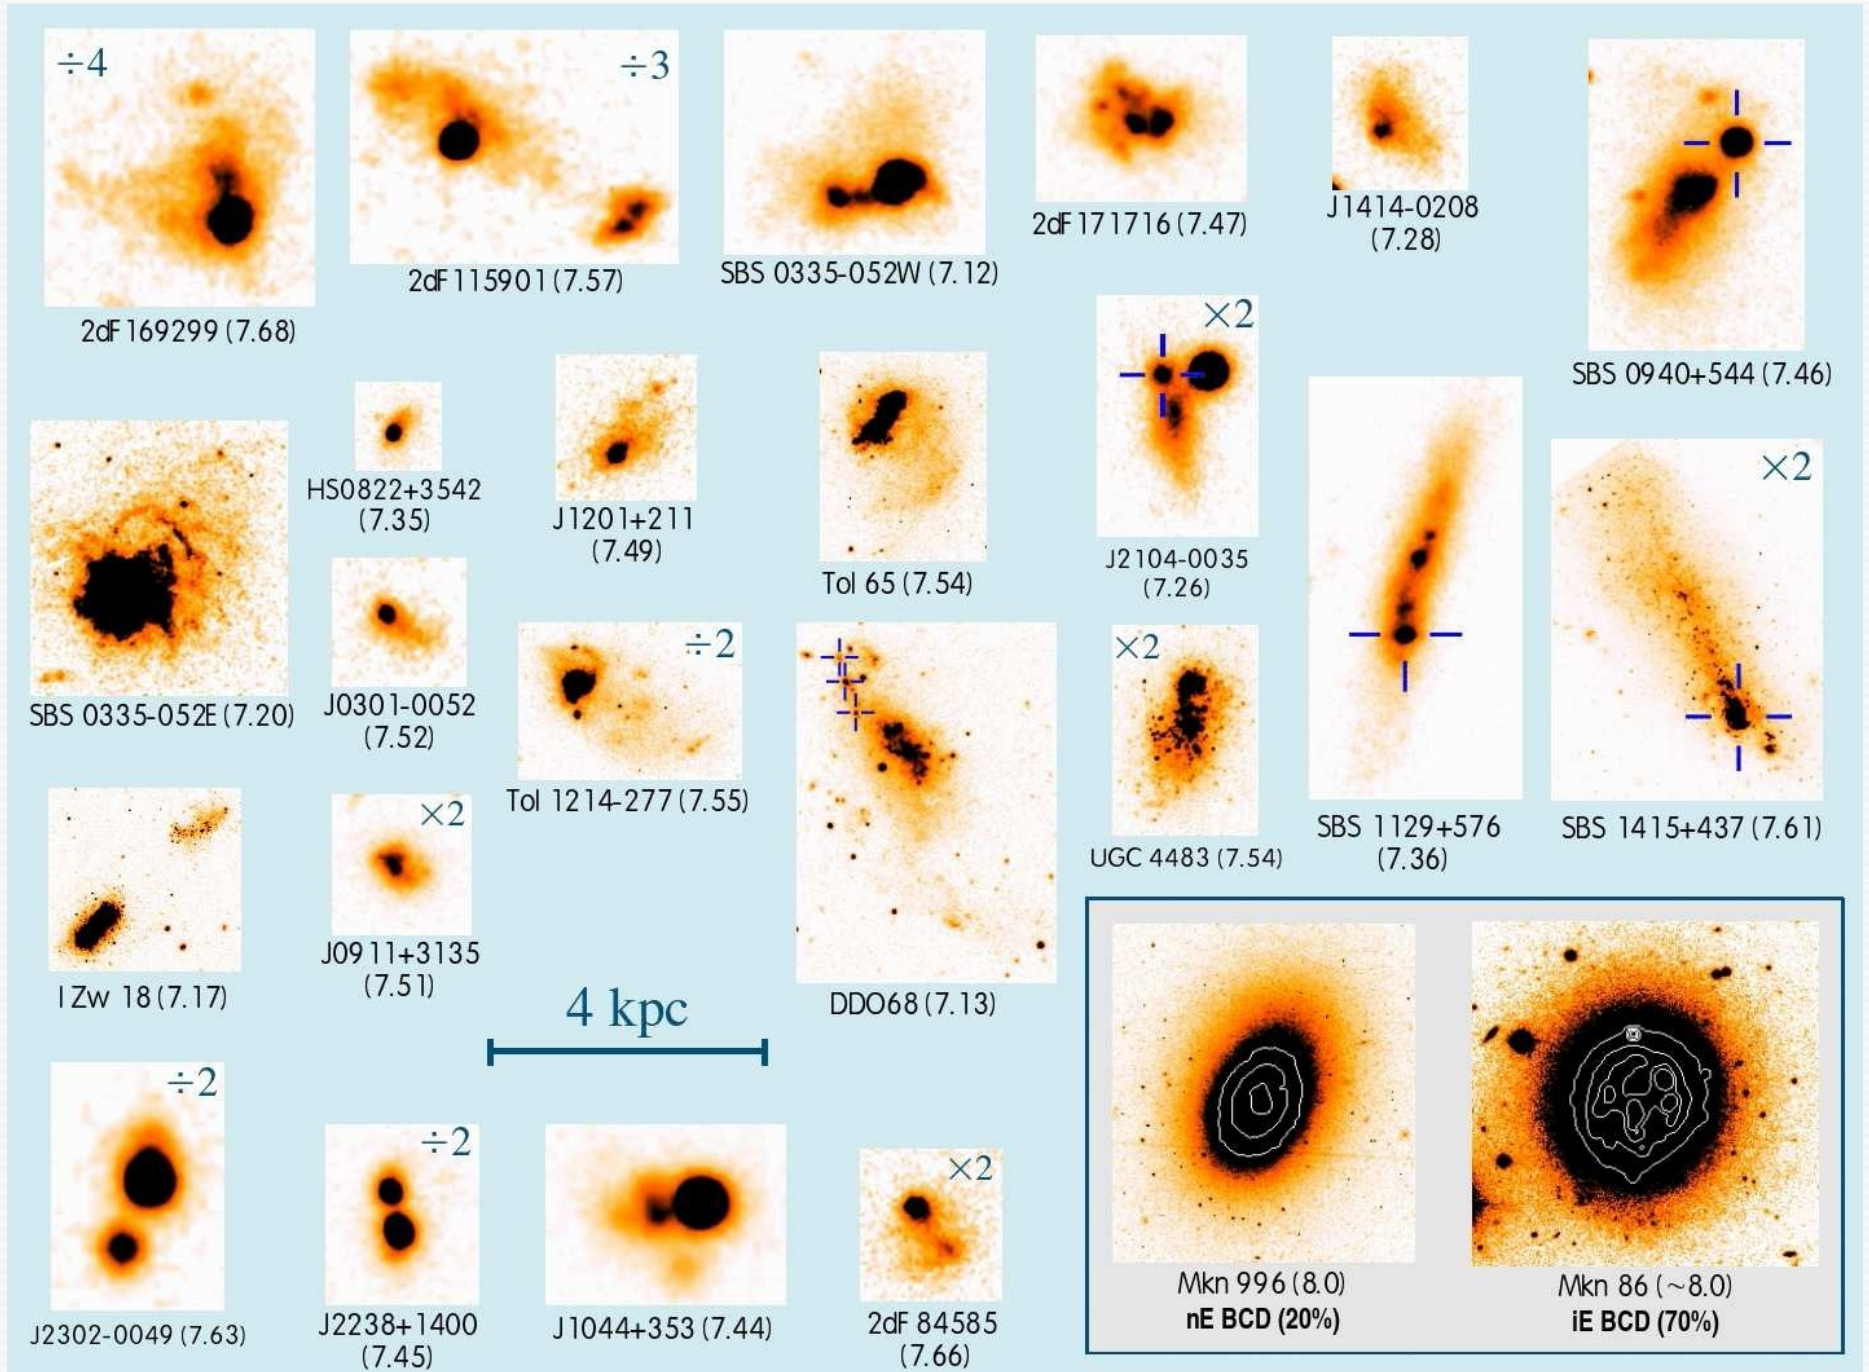 ÷4
2dF169299 (7.68)
÷3
2dF115901 (7.57)
SBS 0335-052W (7.12)
2dF171716 (7.47)
J1414-0208
(7.28)
SBS 0940+544 (7.46)
SBS 0335-052E (7.20)
HS0822+3542
(7.35)
J1201+211
(7.49)
Tol 65 (7.54)
×2
J2104-0035
(7.26)
SBS 1129+576
(7.36)
×2
SBS 1415+437 (7.61)
J0301-0052
(7.52)
÷2
Tol 1214-277 (7.55)
DDO68 (7.13)
×2
UGC 4483 (7.54)
I Zw 18 (7.17)
×2
J0911+3135
(7.51)
4 kpc
÷2
J2302-0049 (7.63)
÷2
J2238+1400
(7.45)
J1044+353 (7.44)
×2
2dF 84585
(7.66)
Mkn 996 (8.0)
nE BCD (20%)
Mkn 86 (~8.0)
iE BCD (70%)